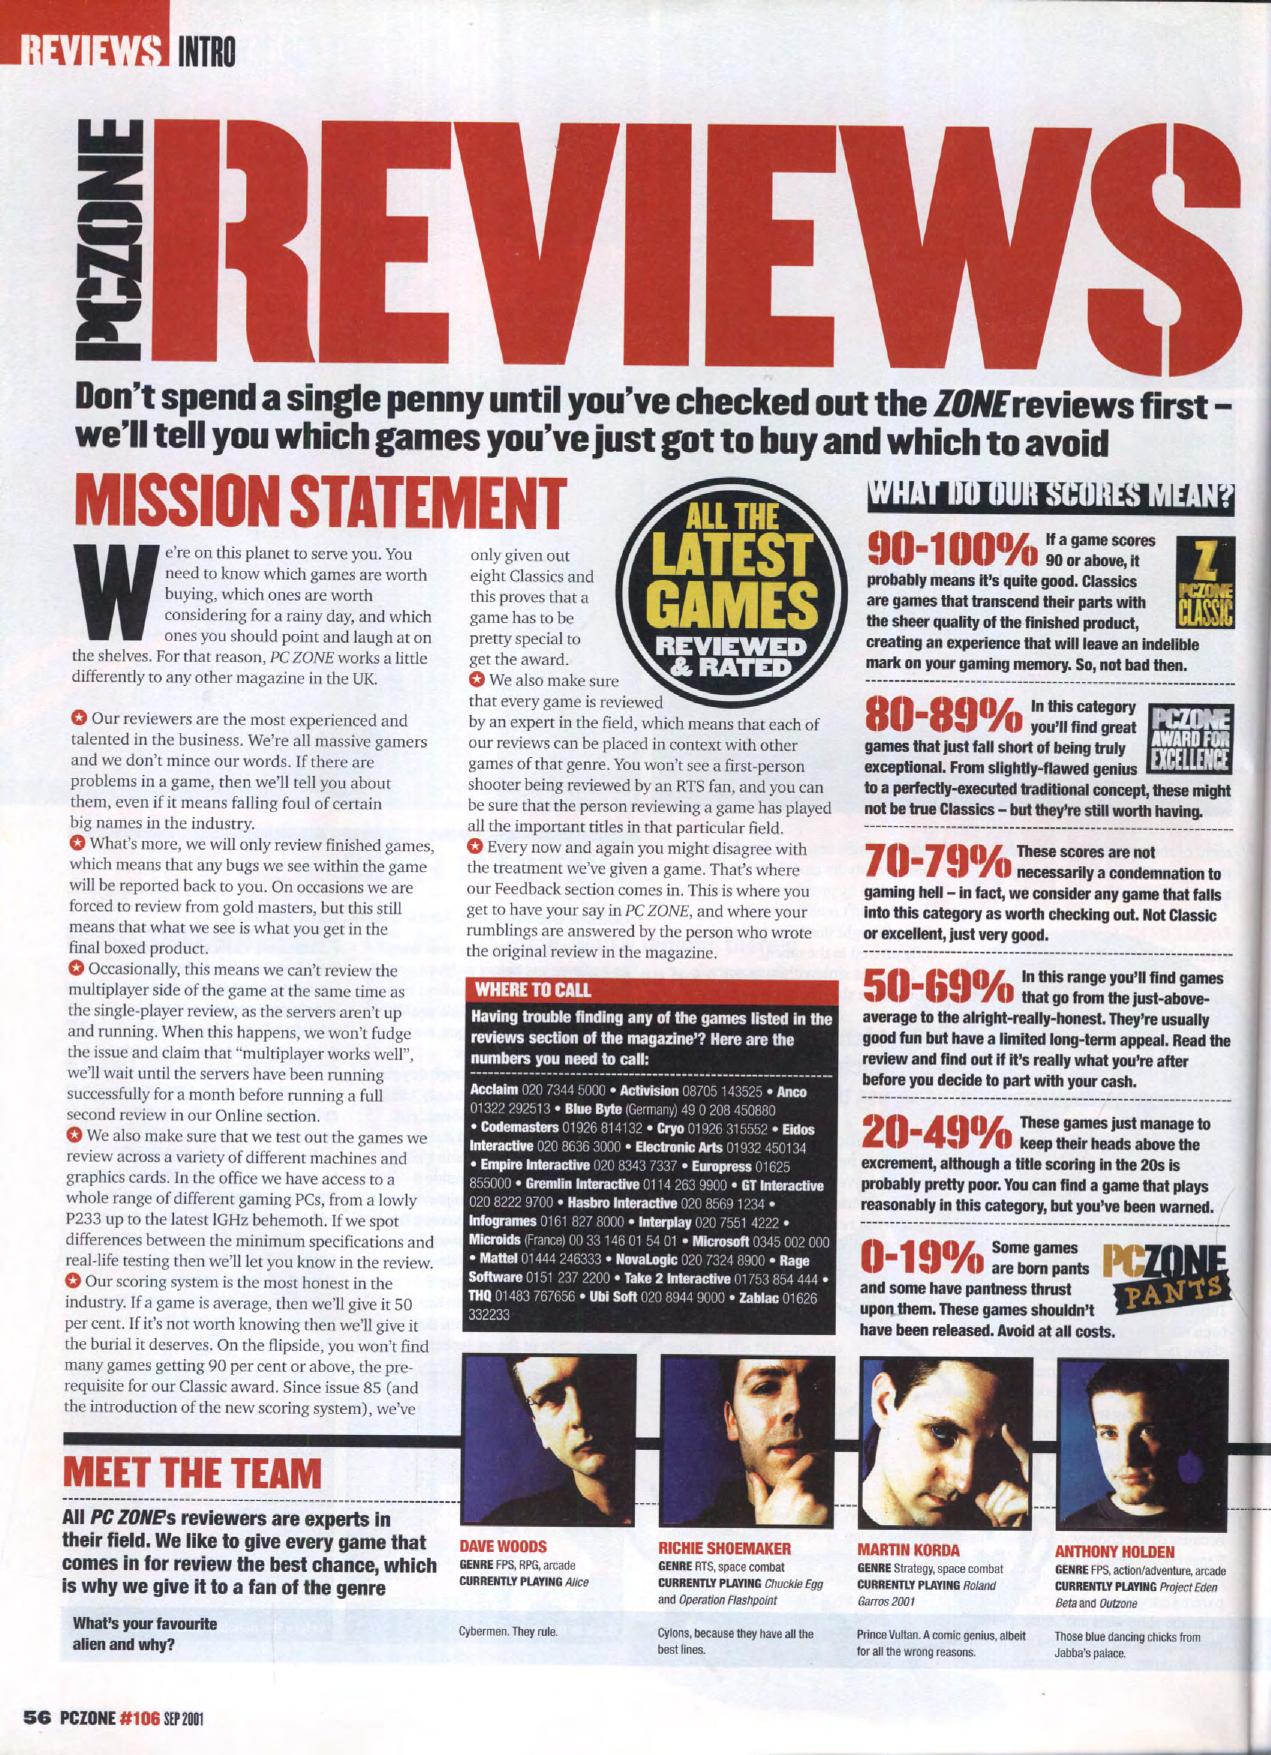 REVIEWS INTRO
PCZONE
REVIEWS
Don't spend a single penny until you've checked out the ZONE reviews first –
we'll tell you which games you've just got to buy and which to avoid
MISSION STATEMENT
We're on this planet to serve you. You
need to know which games are worth
buying, which ones are worth
considering for a rainy day, and which
ones you should point and laugh at on
the shelves. For that reason, PC ZONE works a little
differently to any other magazine in the UK.
Our reviewers are the most experienced and
talented in the business. We're all massive gamers
and we don't mince our words. If there are
problems in a game, then we'll tell you about
them, even if it means falling foul of certain
big names in the industry.
What's more, we will only review finished games,
which means that any bugs we see within the game
will be reported back to you. On occasions we are
forced to review from gold masters, but this still
means that what we see is what you get in the
final boxed product.
Occasionally, this means we can't review the
multiplayer side of the game at the same time as
the single-player review, as the servers aren't up
and running. When this happens, we won't fudge
the issue and claim that "multiplayer works well",
we'll wait until the servers have been running
successfully for a month before running a full
second review in our Online section.
We also make sure that we test out the games we
review across a variety of different machines and
graphics cards. In the office we have access to a
whole range of different gaming PCs, from a lowly
P233 up to the latest 1GHz behemoth. If we spot
differences between the minimum specifications and
real-life testing then we'll let you know in the review.
Our scoring system is the most honest in the
industry. If a game is average, then we'll give it 50
per cent. If it's not worth knowing then we'll give it
the burial it deserves. On the flipside, you won't find
many games getting 90 per cent or above, the pre-
requisite for our Classic award. Since issue 85 (and
the introduction of the new scoring system), we've
only given out
eight Classics and
this proves that a
game has to be
pretty special to
get the award.
We also make sure
that every game is reviewed
by an expert in the field, which means that each of
our reviews can be placed in context with other
games of that genre. You won't see a first-person
shooter being reviewed by an RTS fan, and you can
be sure that the person reviewing a game has played
all the important titles in that particular field.
Every now and again you might disagree with
the treatment we've given a game. That's where
our Feedback section comes in. This is where you
get to have your say in PC ZONE, and where your
rumblings are answered by the person who wrote
the original review in the magazine.
ALL THE
LATEST
GAMES
REVIEWED
& RATED
WHERE TO CALL
Having trouble finding any of the games listed in the
reviews section of the magazine'? Here are the
numbers you need to call:
Acclaim 020 7344 5000 • Activision 08705 143525 • Anco
01322 292513 • Blue Byte (Germany) 49 0 208 450880
• Codemasters 01926 814132 • Cryo 01926 315552 • Eidos
Interactive 020 8636 3000 • Electronic Arts 01932 450134
• Empire Interactive 020 8343 7337 • Europress 01625
855000 • Gremlin Interactive 0114 263 9900 • GT Interactive
020 8222 9700 • Hasbro Interactive 020 8569 1234 •
Infogrames 0161 827 8000 • Interplay 020 7551 4222 •
Microids (France) 00 33 146 01 54 01 • Microsoft 0345 002 000
• Mattel 01444 246333 • NovaLogic 020 7324 8900 • Rage
Software 0151 237 2200 • Take 2 Interactive 01753 854 444 •
THQ 01483 767656 • Ubi Soft 020 8944 9000 • Zablac 01626
332233
WHAT DO OUR SCORES MEAN?
90-100% If a game scores
90 or above, it
probably means it's quite good. Classics
are games that transcend their parts with
the sheer quality of the finished product,
creating an experience that will leave an indelible
mark on your gaming memory. So, not bad then.
Z
PCZONE
CLASSIC
80-89% In this category
you'll find great
games that just fall short of being truly
exceptional. From slightly-flawed genius
to a perfectly-executed traditional concept, these might
not be true Classics – but they're still worth having.
PCZONE
AWARD FOR
EXCELLENCE
70-79% These scores are not
necessarily a condemnation to
gaming hell – in fact, we consider any game that falls
into this category as worth checking out. Not Classic
or excellent, just very good.
50-69% In this range you'll find games
that go from the just-above-
average to the alright-really-honest. They're usually
good fun but have a limited long-term appeal. Read the
review and find out if it's really what you're after
before you decide to part with your cash.
20-49% These games just manage to
keep their heads above the
excrement, although a title scoring in the 20s is
probably pretty poor. You can find a game that plays
reasonably in this category, but you've been warned.
0-19% Some games
are born pants
and some have pantness thrust
upon them. These games shouldn't
have been released. Avoid at all costs.
PCZONE
PANTS
MEET THE TEAM
All PC ZONE's reviewers are experts in
their field. We like to give every game that
comes in for review the best chance, which
is why we give it to a fan of the genre
What's your favourite
alien and why?
DAVE WOODS
GENRE FPS, RPG, arcade
CURRENTLY PLAYING Alice
Cybermen. They rule.
RICHIE SHOEMAKER
GENRE RTS, space combat
CURRENTLY PLAYING Chuckie Egg
and Operation Flashpoint
Cylons, because they have all the
best lines.
MARTIN KORDA
GENRE Strategy, space combat
CURRENTLY PLAYING Roland
Garros 2001
Prince Vultan. A comic genius, albeit
for all the wrong reasons.
ANTHONY HOLDEN
GENRE FPS, action/adventure, arcade
CURRENTLY PLAYING Project Eden
Beta and Outzone
Those blue dancing chicks from
Jabba's palace.
56 PCZONE #106 SEP 2001